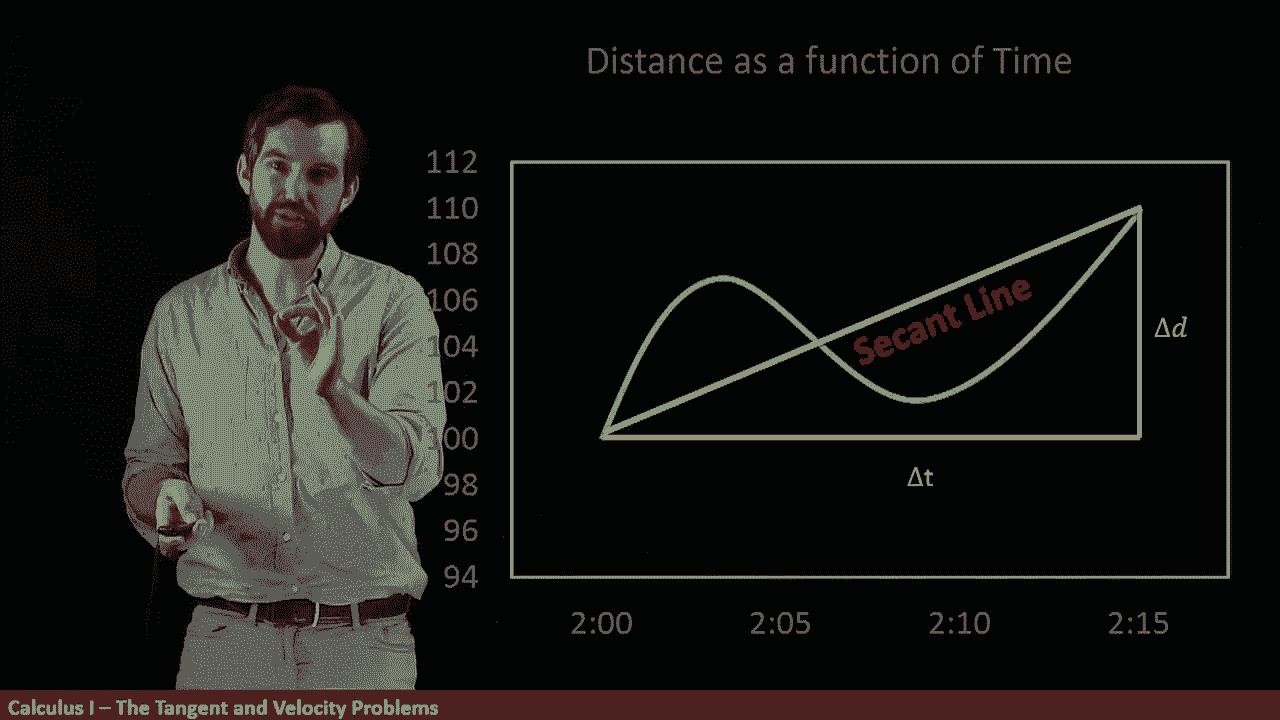 Distance as a function of Time
112
110
108
106
104
102
100
98
96
94
Secant Line
Δd
Δt
2:00 2:05 2:10 2:15
Calculus I – The Tangent and Velocity Problems